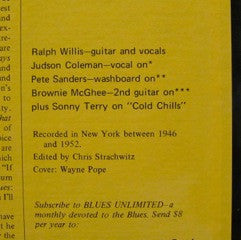 Ralph Willis—guitar and vocals
Judson Coleman—vocal on*
Pete Sanders—washboard on**
Brownie McGhee—2nd guitar on***
plus Sonny Terry on "Cold Chills"
Recorded in New York between 1946
and 1952.
Edited by Chris Strachwitz
Cover: Wayne Pope
Subscribe to BLUES UNLIMITED—a
monthly devoted to the Blues. Send $8
per year to: